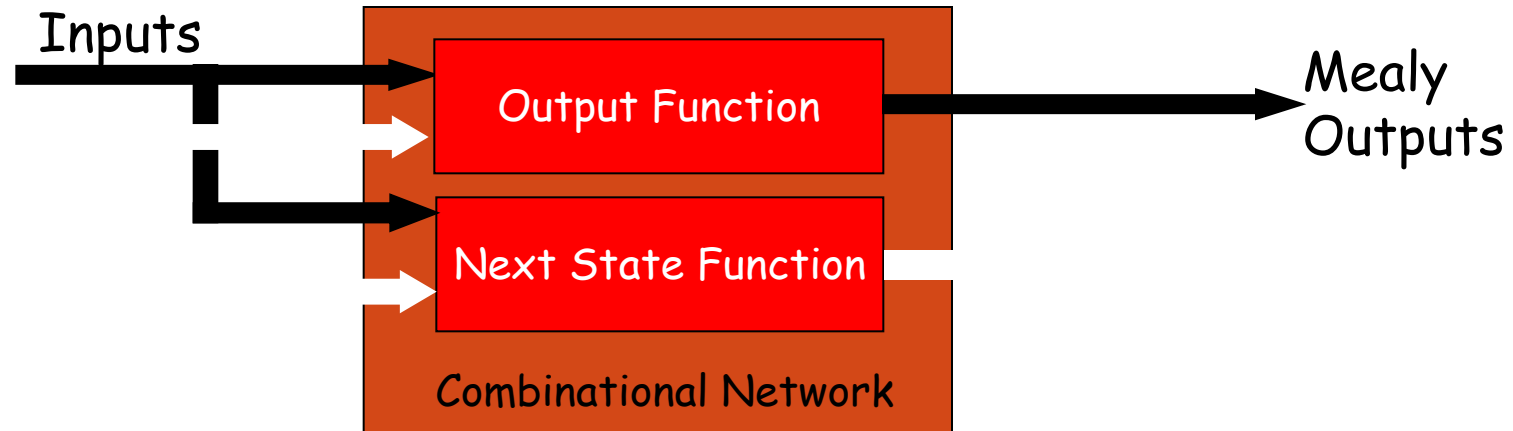 Inputs
Output Function
Mealy
Outputs
Next State Function
Combinational Network